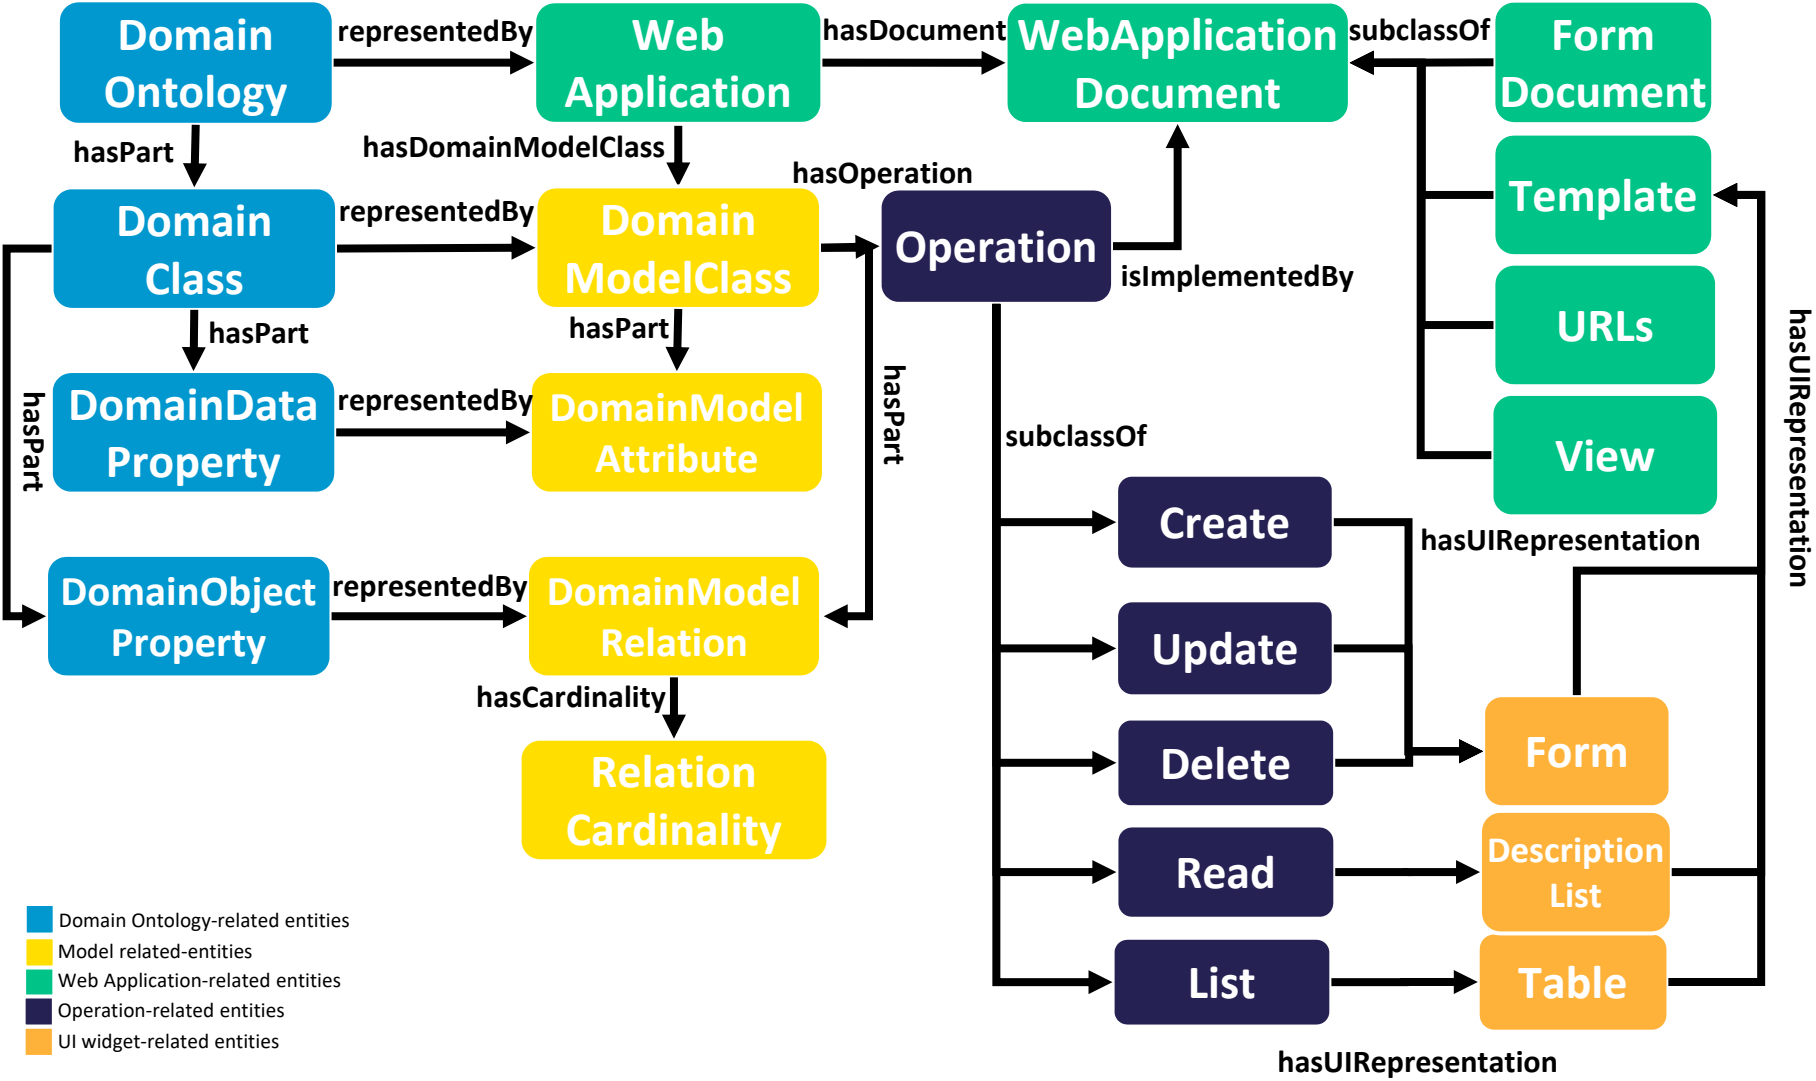 Domain
Ontology
representedBy
Web
Application
hasDocument
WebApplication
Document
subclassOf
Form
Document
hasPart
hasDomainModelClass
hasOperation
Template
Domain
Class
representedBy
Domain
ModelClass
Operation
isImplementedBy
URLs
hasUIRepresentation
hasPart
hasPart
hasPart
hasPart
DomainData
Property
representedBy
DomainModel
Attribute
subclassOf
View
Create
hasUIRepresentation
DomainObject
Property
representedBy
DomainModel
Relation
Update
hasCardinality
Relation
Cardinality
Delete
Form
Read
Description
List
List
Table
hasUIRepresentation
Domain Ontology-related entities
Model related-entities
Web Application-related entities
Operation-related entities
UI widget-related entities